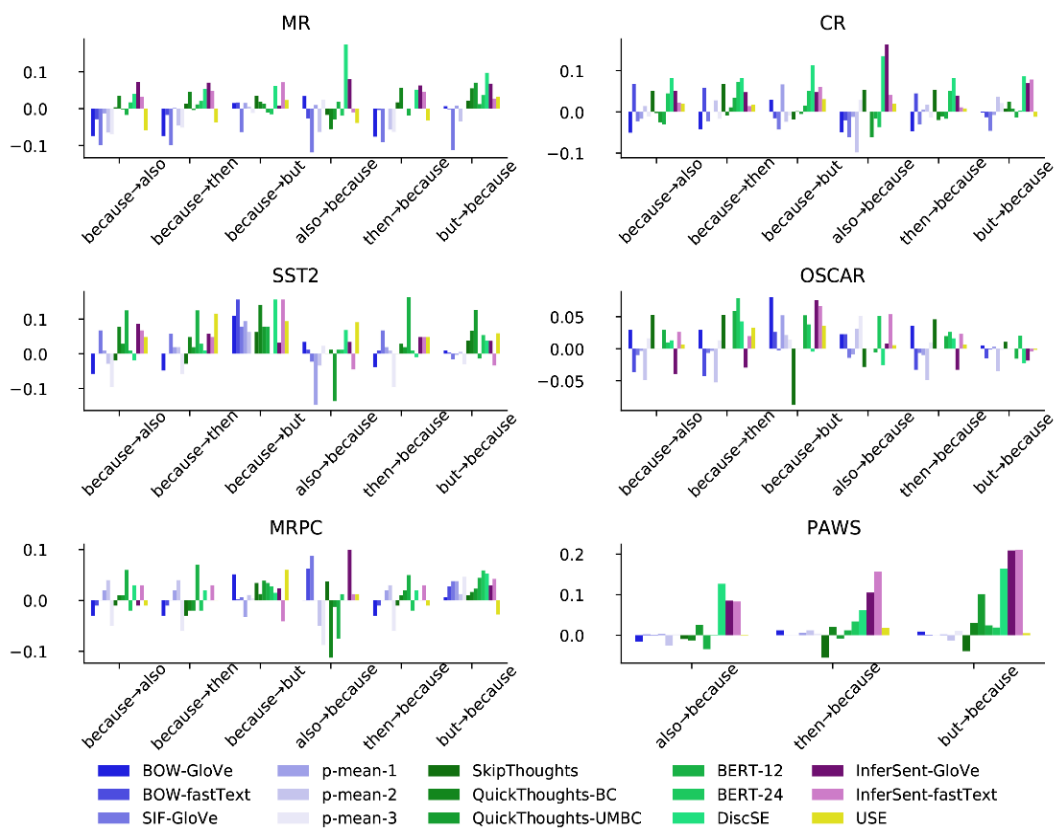 MR
0.1
0.0
−0.1
because→also
because→then
because→but
also→because
then→because
but→because
CR
0.1
0.0
−0.1
because→also
because→then
because→but
also→because
then→because
but→because
SST2
0.1
0.0
−0.1
because→also
because→then
because→but
also→because
then→because
but→because
OSCAR
0.05
0.00
−0.05
because→also
because→then
because→but
also→because
then→because
but→because
MRPC
0.1
0.0
−0.1
because→also
because→then
because→but
also→because
then→because
but→because
PAWS
0.2
0.1
0.0
also→because
then→because
but→because
BOW-GloVe p-mean-1 SkipThoughts BERT-12 InferSent-GloVe
BOW-fastText p-mean-2 QuickThoughts-BC BERT-24 InferSent-fastText
SIF-GloVe p-mean-3 QuickThoughts-UMBC DiscSE USE